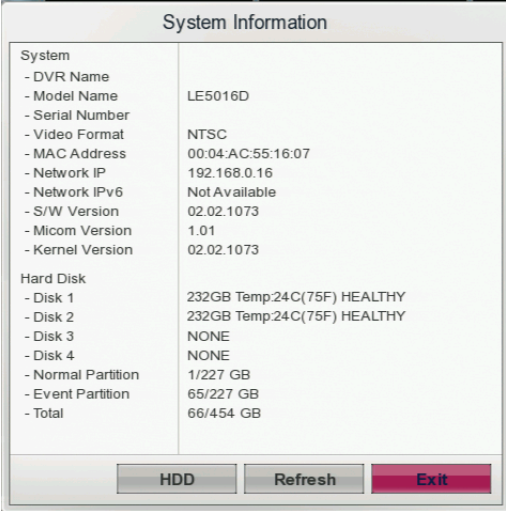 System Information
System
- DVR Name
- Model Name LE5016D
- Serial Number
- Video Format NTSC
- MAC Address 00:04:AC:55:16:07
- Network IP 192.168.0.16
- Network IPv6 Not Available
- S/W Version 02.02.1073
- Micom Version 1.01
- Kernel Version 02.02.1073
Hard Disk
- Disk 1 232GB Temp:24C(75F) HEALTHY
- Disk 2 232GB Temp:24C(75F) HEALTHY
- Disk 3 NONE
- Disk 4 NONE
- Normal Partition 1/227 GB
- Event Partition 65/227 GB
- Total 66/454 GB
HDD Refresh Exit